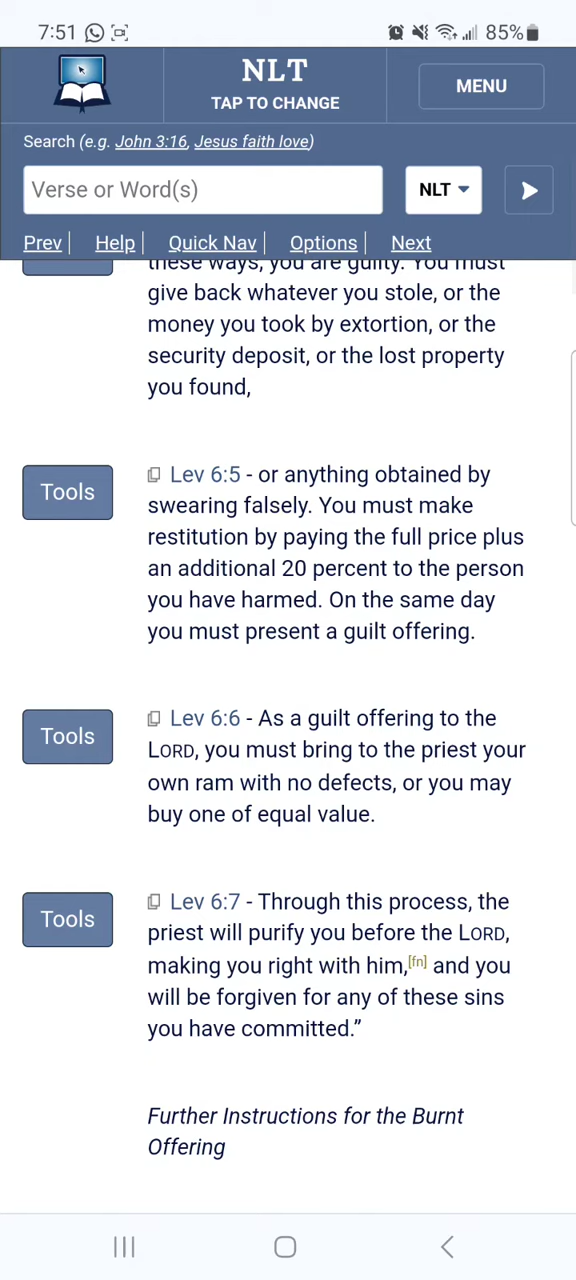 7:51 85%
NLT
TAP TO CHANGE
MENU
Search (e.g. John 3:16, Jesus faith love)
Verse or Word(s)
NLT
Prev | Help | Quick Nav | Options | Next
these ways, you are guilty. You must
give back whatever you stole, or the
money you took by extortion, or the
security deposit, or the lost property
you found,
Tools
Lev 6:5 - or anything obtained by
swearing falsely. You must make
restitution by paying the full price plus
an additional 20 percent to the person
you have harmed. On the same day
you must present a guilt offering.
Tools
Lev 6:6 - As a guilt offering to the
LORD, you must bring to the priest your
own ram with no defects, or you may
buy one of equal value.
Tools
Lev 6:7 - Through this process, the
priest will purify you before the LORD,
making you right with him,[fn] and you
will be forgiven for any of these sins
you have committed.”
Further Instructions for the Burnt
Offering